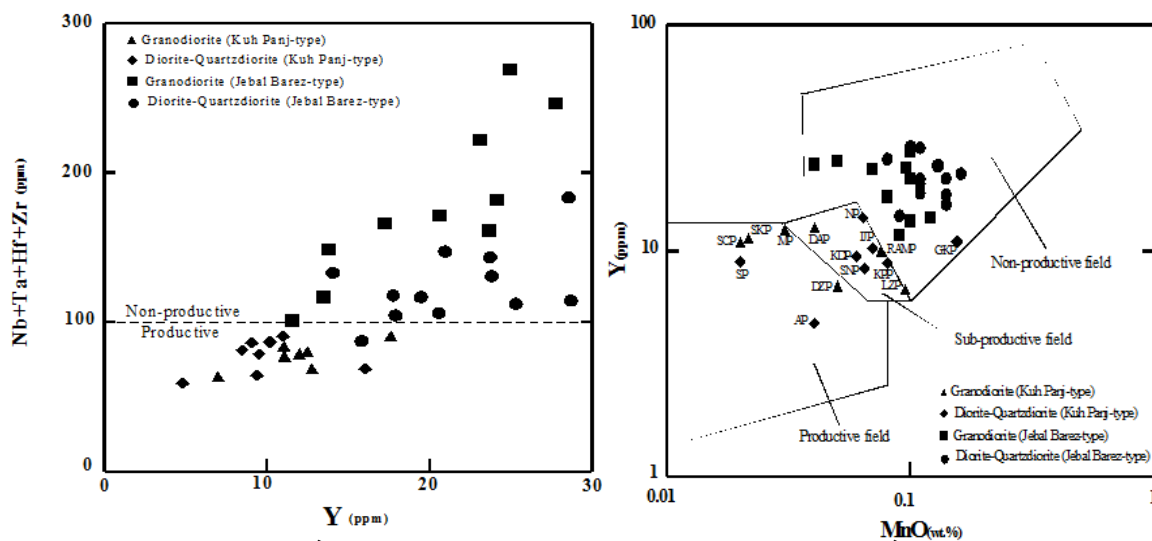 300
200
100
0
Nb+Ta+Hf+Zr (ppm)
Granodiorite (Kuh Panj-type)
Diorite-Quartzdiorite (Kuh Panj-type)
Granodiorite (Jebal Barez-type)
Diorite-Quartzdiorite (Jebal Barez-type)
Non-productive
Productive
10
20
30
Y (ppm)
100
10
1
Y(ppm)
NP
SCP
SKP
MP
DAP
IJP
RAMP
GKP
SP
KDP
SNP
KPP
DZP
LZP
AP
Non-productive field
Sub-productive field
Productive field
Granodiorite (Kuh Panj-type)
Diorite-Quartzdiorite (Kuh Panj-type)
Granodiorite (Jebal Barez-type)
Diorite-Quartzdiorite (Jebal Barez-type)
0.01
0.1
1
MnO(wt.%)